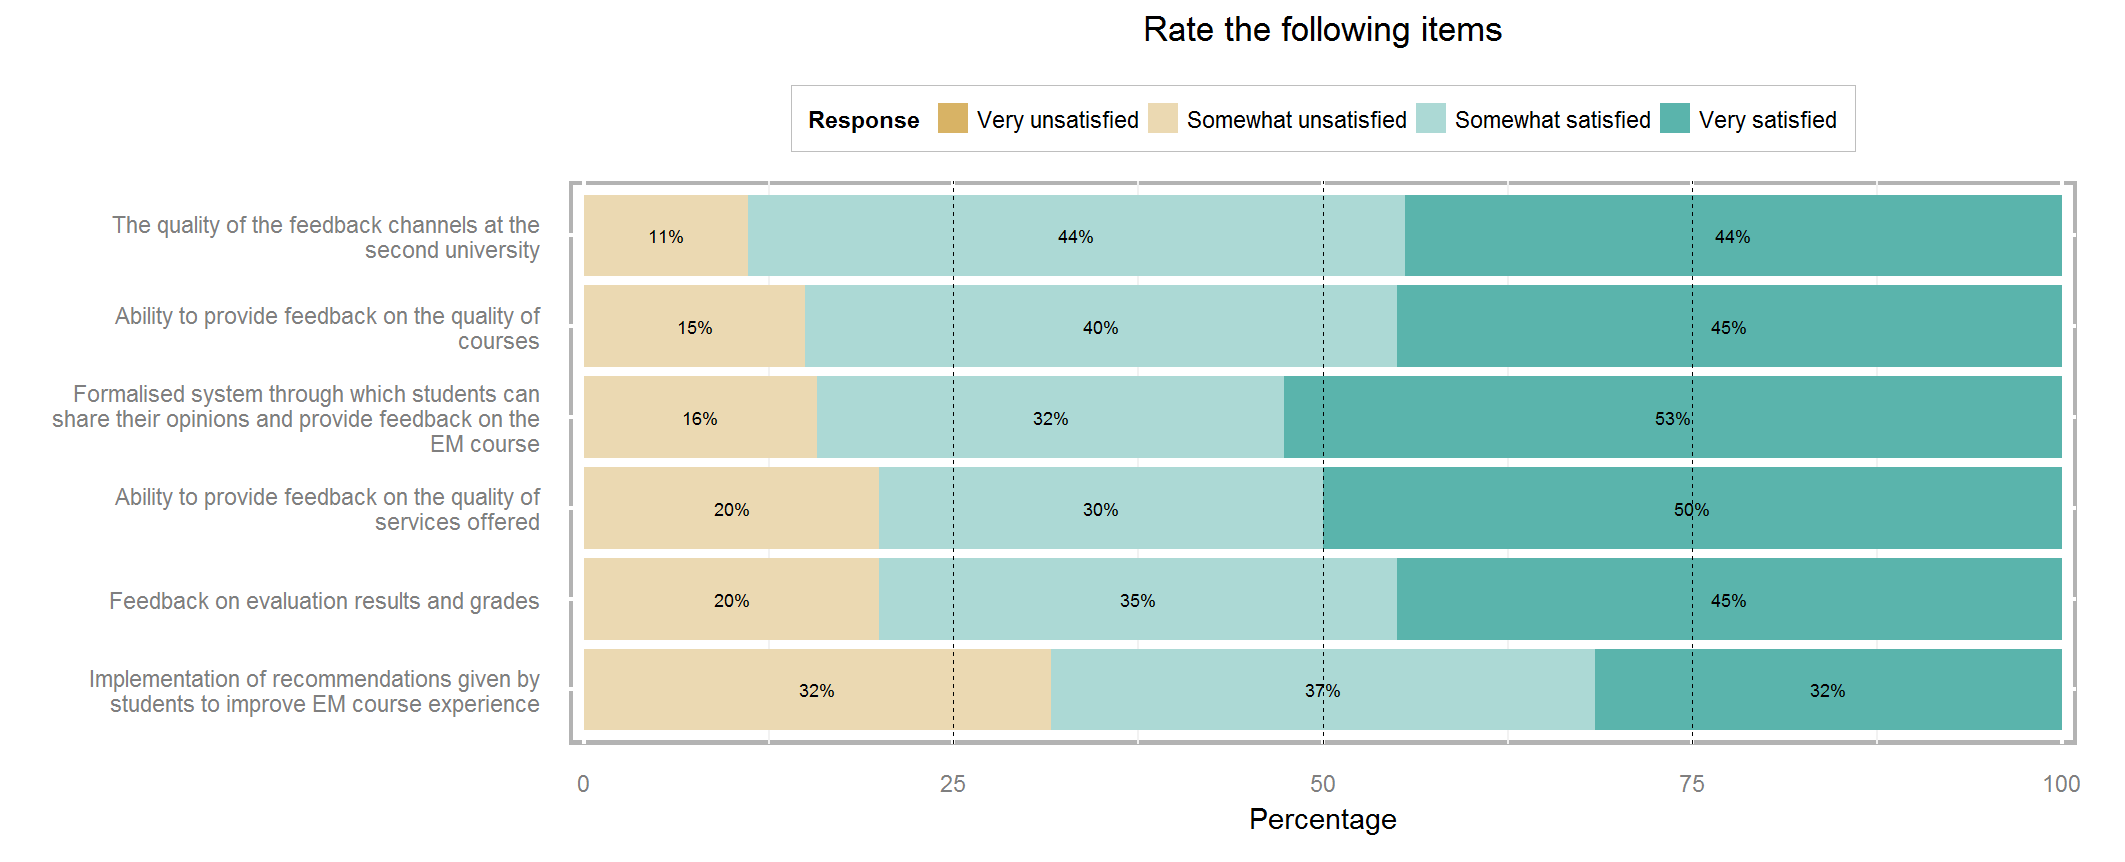 Rate the following items
Response Very unsatisfied Somewhat unsatisfied Somewhat satisfied Very satisfied
The quality of the feedback channels at the
second university
11% 44% 44%
Ability to provide feedback on the quality of
courses
15% 40% 45%
Formalised system through which students can
share their opinions and provide feedback on the
EM course
16% 32% 53%
Ability to provide feedback on the quality of
services offered
20% 30% 50%
Feedback on evaluation results and grades
20% 35% 45%
Implementation of recommendations given by
students to improve EM course experience
32% 37% 32%
0 25 50 75 100
Percentage